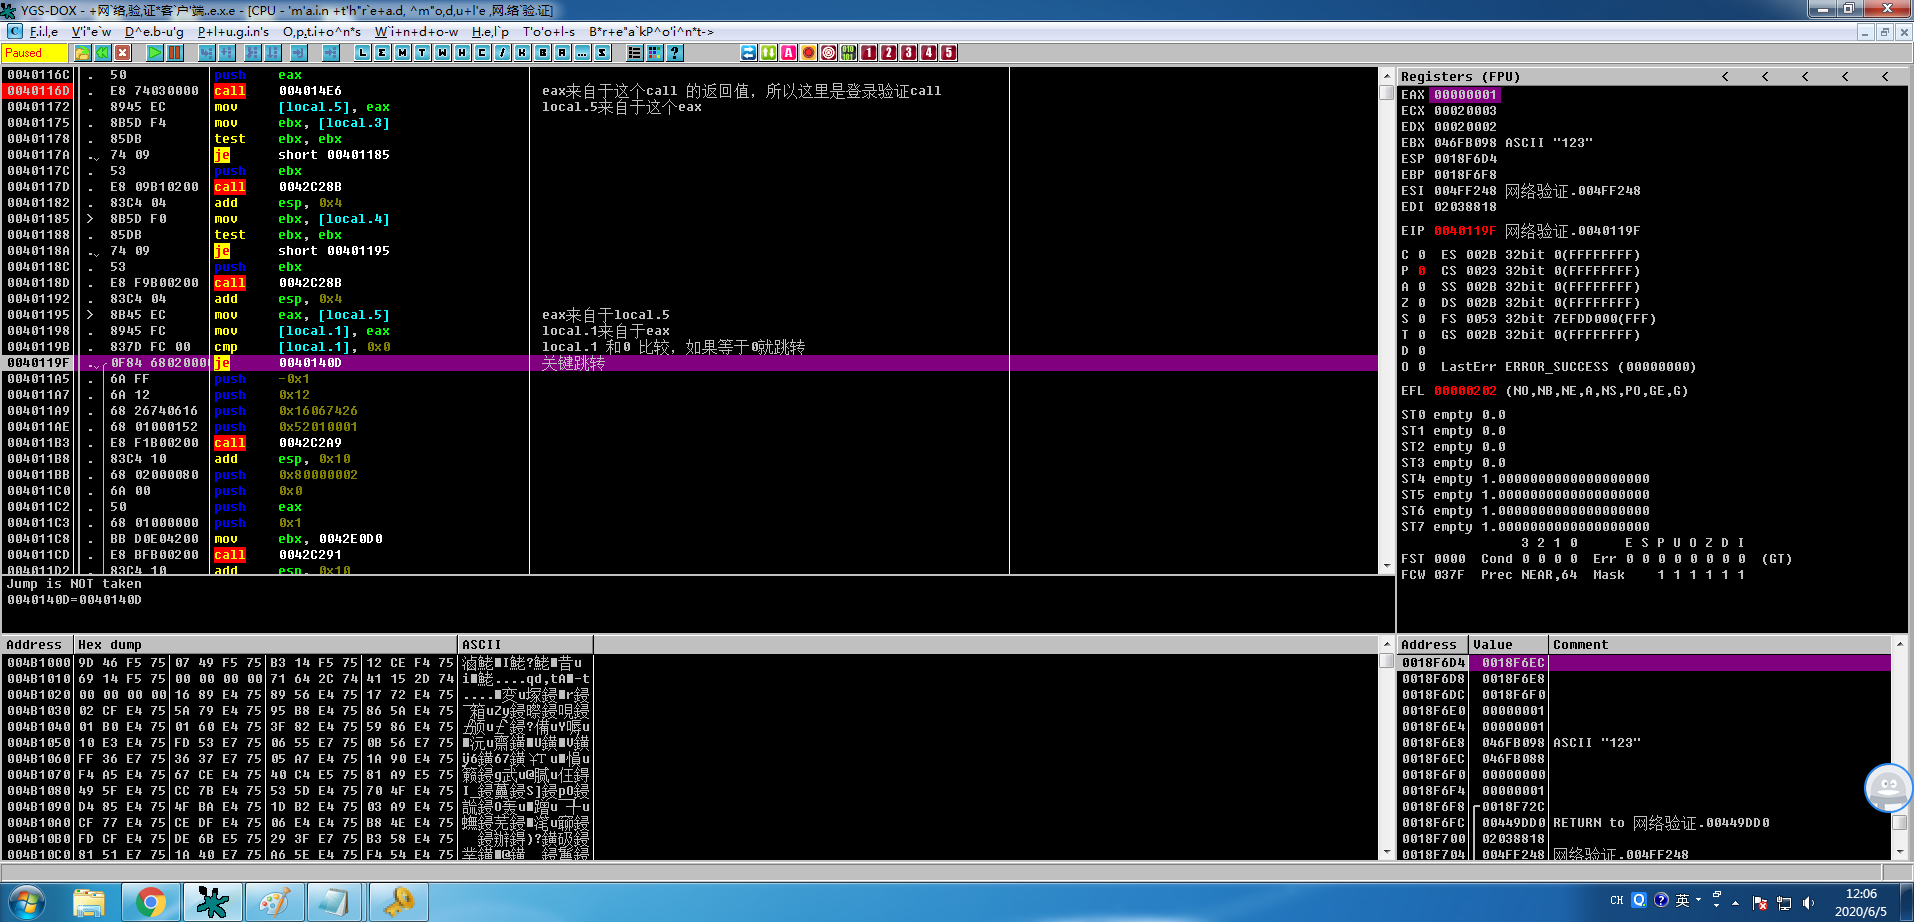 YGS-DOX - +网`络,验,证*客`户'端..e.x.e - [CPU - 'm'a.i.n +t'h"r`e+a.d, ^m"o,d,u+l'e ,网.络`验.证]
F.i.l,e V'i"e`w D^e.b-u'g P+l+u.g.i.n's O,p,t.i+o^n*s W`i+n+d+o-w H.e,l`p T'o'o+l-s B*r+e"a`kP^o'i^n*t->
Paused
L E M T W H C / K B R ... S
1 2 3 4 5
0040116C . 50 push eax
0040116D . E8 74030000 call 004014E6 eax来自于这个call 的返回值，所以这里是登录验证call
00401172 . 8945 EC mov [local.5], eax local.5来自于这个eax
00401175 . 8B5D F4 mov ebx, [local.3]
00401178 . 85DB test ebx, ebx
0040117A . 74 09 je short 00401185
0040117C . 53 push ebx
0040117D . E8 09B10200 call 0042C28B
00401182 . 83C4 04 add esp, 0x4
00401185 > 8B5D F0 mov ebx, [local.4]
00401188 . 85DB test ebx, ebx
0040118A . 74 09 je short 00401195
0040118C . 53 push ebx
0040118D . E8 F9B00200 call 0042C28B
00401192 . 83C4 04 add esp, 0x4
00401195 > 8B45 EC mov eax, [local.5] eax来自于local.5
00401198 . 8945 FC mov [local.1], eax local.1来自于eax
0040119B . 837D FC 00 cmp [local.1], 0x0 local.1 和0 比较，如果等于0就跳转
0040119F . 0F84 6802000 je 0040140D 关键跳转
004011A5 . 6A FF push -0x1
004011A7 . 6A 12 push 0x12
004011A9 . 68 26740616 push 0x16067426
004011AE . 68 01000152 push 0x52010001
004011B3 . E8 F1B00200 call 0042C2A9
004011B8 . 83C4 10 add esp, 0x10
004011BB . 68 02000080 push 0x80000002
004011C0 . 6A 00 push 0x0
004011C2 . 50 push eax
004011C3 . 68 01000000 push 0x1
004011C8 . BB D0E04200 mov ebx, 0042E0D0
004011CD . E8 BFB00200 call 0042C291
004011D2 . 83C4 10 add esp, 0x10
Jump is NOT taken
0040140D=0040140D
Registers (FPU) < < < < <
EAX 00000001
ECX 00020003
EDX 00020002
EBX 046FB098 ASCII "123"
ESP 0018F6D4
EBP 0018F6F8
ESI 004FF248 网络验证.004FF248
EDI 02038818
EIP 0040119F 网络验证.0040119F
C 0 ES 002B 32bit 0(FFFFFFFF)
P 0 CS 0023 32bit 0(FFFFFFFF)
A 0 SS 002B 32bit 0(FFFFFFFF)
Z 0 DS 002B 32bit 0(FFFFFFFF)
S 0 FS 0053 32bit 7EFDD000(FFF)
T 0 GS 002B 32bit 0(FFFFFFFF)
D 0
O 0 LastErr ERROR_SUCCESS (00000000)
EFL 00000202 (NO,NB,NE,A,NS,PO,GE,G)
ST0 empty 0.0
ST1 empty 0.0
ST2 empty 0.0
ST3 empty 0.0
ST4 empty 1.0000000000000000000
ST5 empty 1.0000000000000000000
ST6 empty 1.0000000000000000000
ST7 empty 1.0000000000000000000
3 2 1 0 E S P U O Z D I
FST 0000 Cond 0 0 0 0 Err 0 0 0 0 0 0 0 0 (GT)
FCW 037F Prec NEAR,64 Mask 1 1 1 1 1 1
Address Hex dump ASCII
004B1000 9D 46 F5 75 07 49 F5 75 B3 14 F5 75 12 CE F4 75
004B1010 69 14 F5 75 00 00 00 00 71 64 2C 74 41 15 2D 74
004B1020 00 00 00 00 16 89 E4 75 89 56 E4 75 17 72 E4 75
004B1030 02 CF E4 75 5A 79 E4 75 95 B8 E4 75 86 5A E4 75
004B1040 01 B0 E4 75 01 60 E4 75 3F 82 E4 75 59 86 E4 75
004B1050 10 E3 E4 75 FD 53 E7 75 06 55 E7 75 0B 56 E7 75
004B1060 FF 36 E7 75 36 37 E7 75 05 A7 E4 75 1A 90 E4 75
004B1070 F4 A5 E4 75 67 CE E4 75 40 C4 E5 75 81 A9 E5 75
004B1080 49 5F E4 75 CC 7B E4 75 53 5D E4 75 70 4F E4 75
004B1090 D4 85 E4 75 4F BA E4 75 1D B2 E4 75 03 A9 E4 75
004B10A0 CF 77 E4 75 CE DF E4 75 06 E4 E4 75 B8 4E E4 75
004B10B0 FD CF E4 75 DE 6B E5 75 29 3F E7 75 B3 58 E4 75
004B10C0 81 51 E7 75 1A 40 E7 75 A6 5E E4 75 F4 54 E4 75
Address Value Comment
0018F6D4 0018F6EC
0018F6D8 0018F6E8
0018F6DC 0018F6F0
0018F6E0 00000001
0018F6E4 00000001
0018F6E8 046FB098 ASCII "123"
0018F6EC 046FB088
0018F6F0 00000000
0018F6F4 00000001
0018F6F8 0018F72C
0018F6FC 00449DD0 RETURN to 网络验证.00449DD0
0018F700 02038818
0018F704 004FF248 网络验证.004FF248
CH 英
12:06
2020/6/5